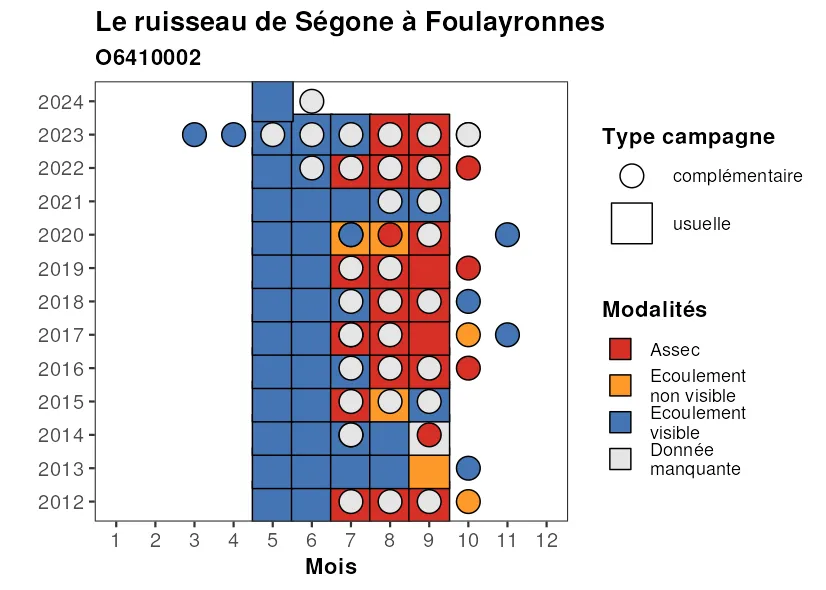 Le ruisseau de Ségone à Foulayronnes
O6410002
2024
2023
2022
2021
2020
2019
2018
2017
2016
2015
2014
2013
2012
1 2 3 4 5 6 7 8 9 10 11 12
Mois
Type campagne
complémentaire
usuelle
Modalités
Assec
Ecoulement
non visible
Ecoulement
visible
Donnée
manquante